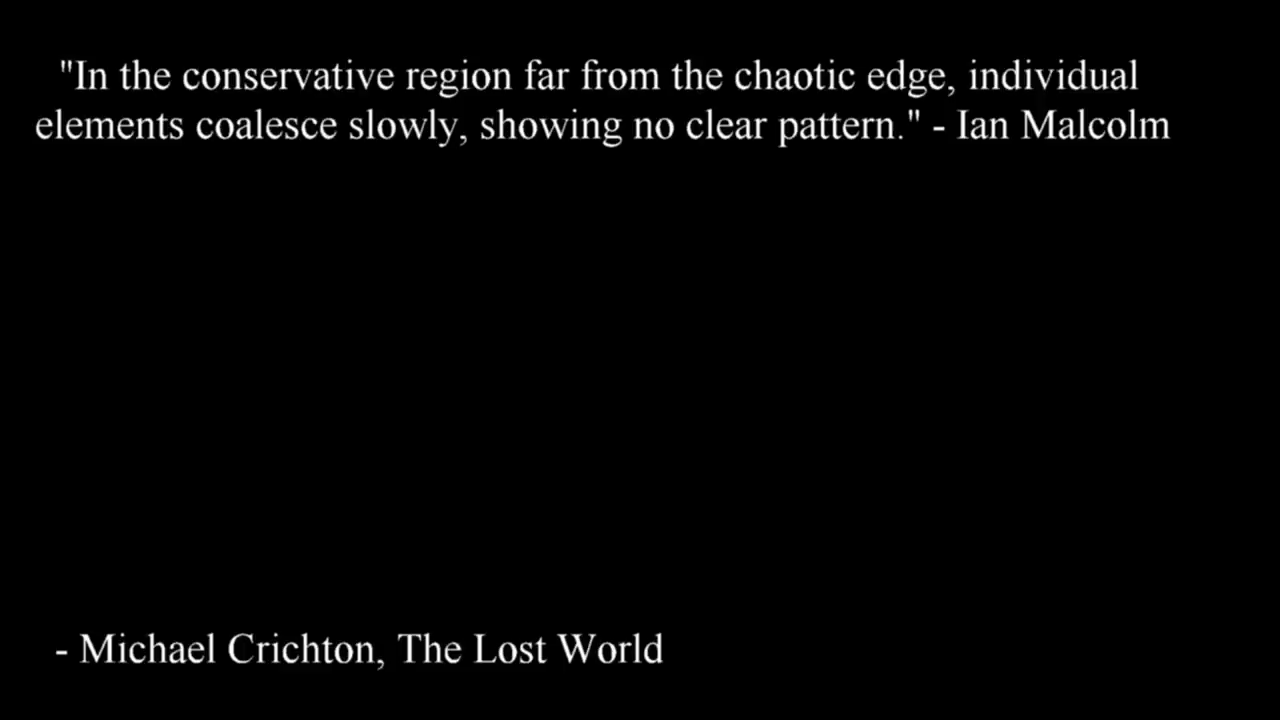 "In the conservative region far from the chaotic edge, individual
elements coalesce slowly, showing no clear pattern." - Ian Malcolm
- Michael Crichton, The Lost World